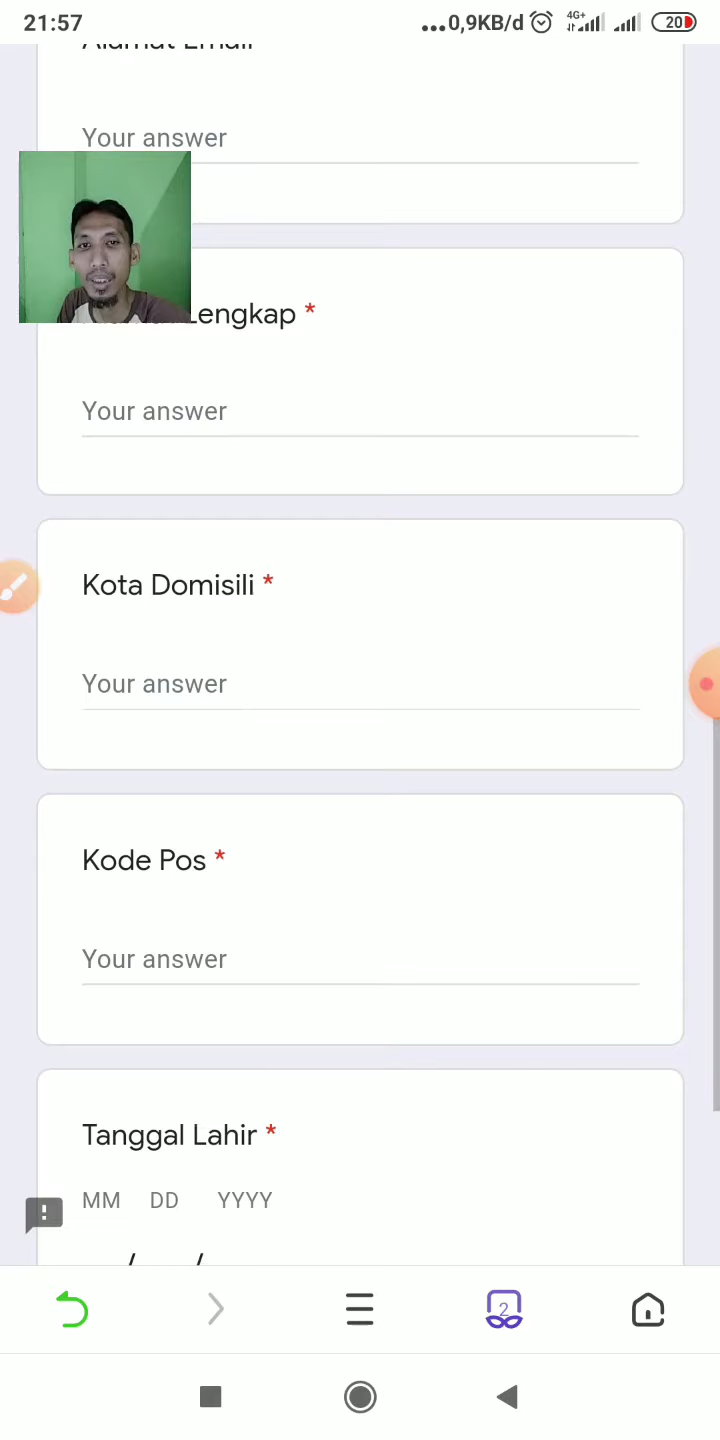 21:57
...0,9KB/d
4G+
20
Your answer
Lengkap *
Your answer
Kota Domisili *
Your answer
Kode Pos *
Your answer
Tanggal Lahir *
MM DD YYYY
/ /
2